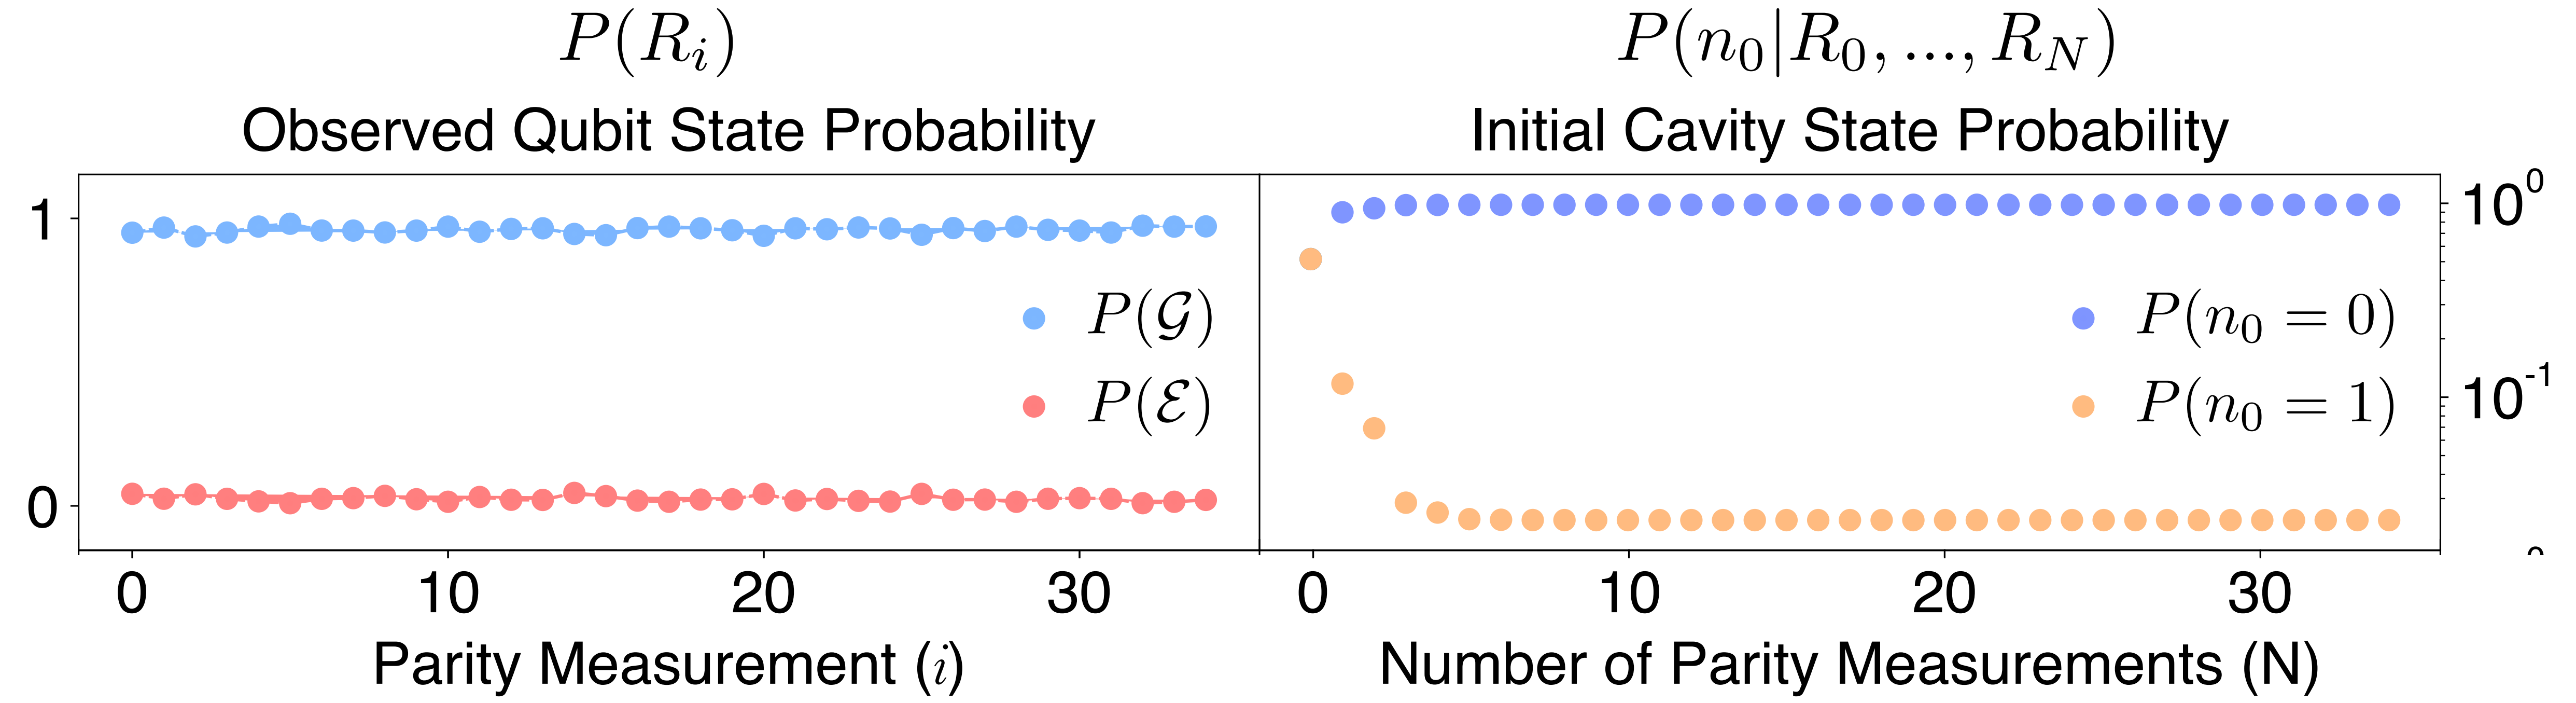 P(R_i)
Observed Qubit State Probability
1
0
P(𝒢)
P(ℰ)
0 10 20 30
Parity Measurement (i)
P(n_0|R_0, ..., R_N)
Initial Cavity State Probability
10^0
10^-1
P(n_0 = 0)
P(n_0 = 1)
0 10 20 30
Number of Parity Measurements (N)